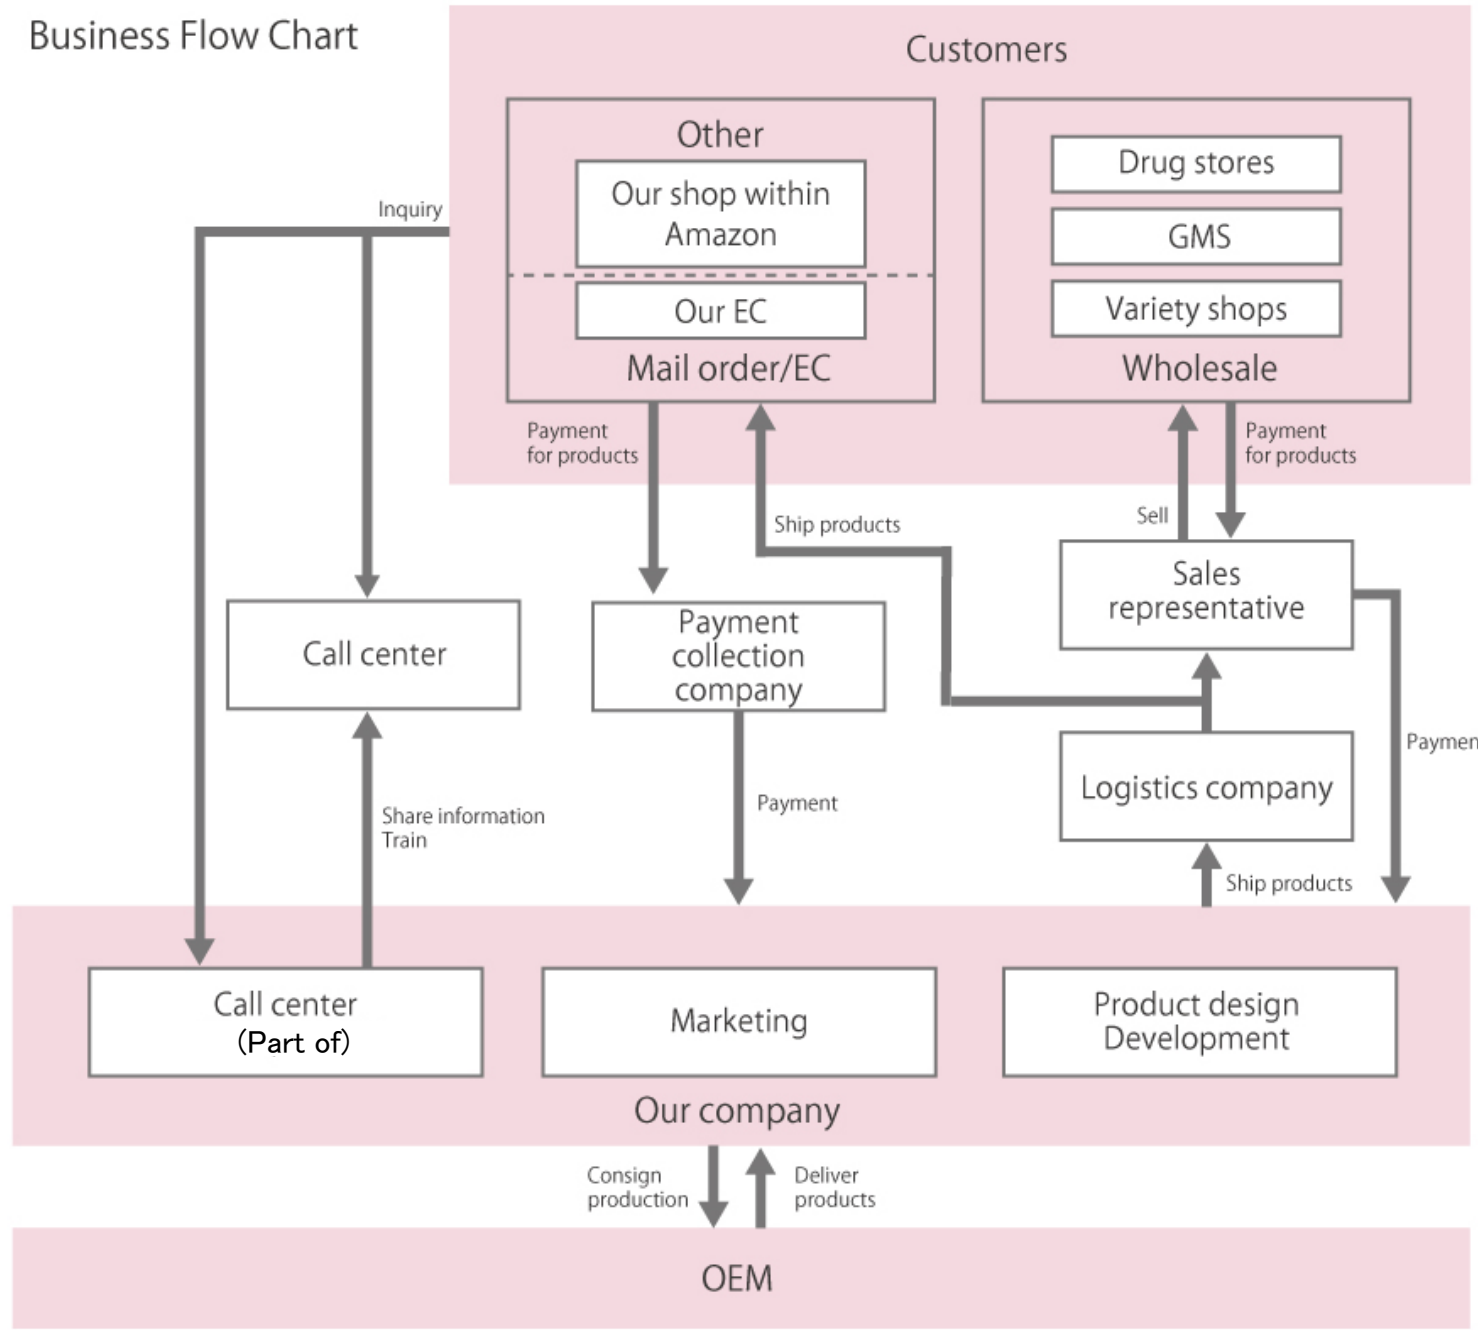 Business Flow Chart
Customers
Other
Our shop within
Amazon
Our EC
Mail order/EC
Drug stores
GMS
Variety shops
Wholesale
Inquiry
Payment
for products
Ship products
Sell
Payment
for products
Call center
Payment
collection
company
Sales
representative
Logistics company
Share information
Train
Payment
Ship products
Paymen
Call center
(Part of)
Marketing
Product design
Development
Our company
Consign
production
Deliver
products
OEM